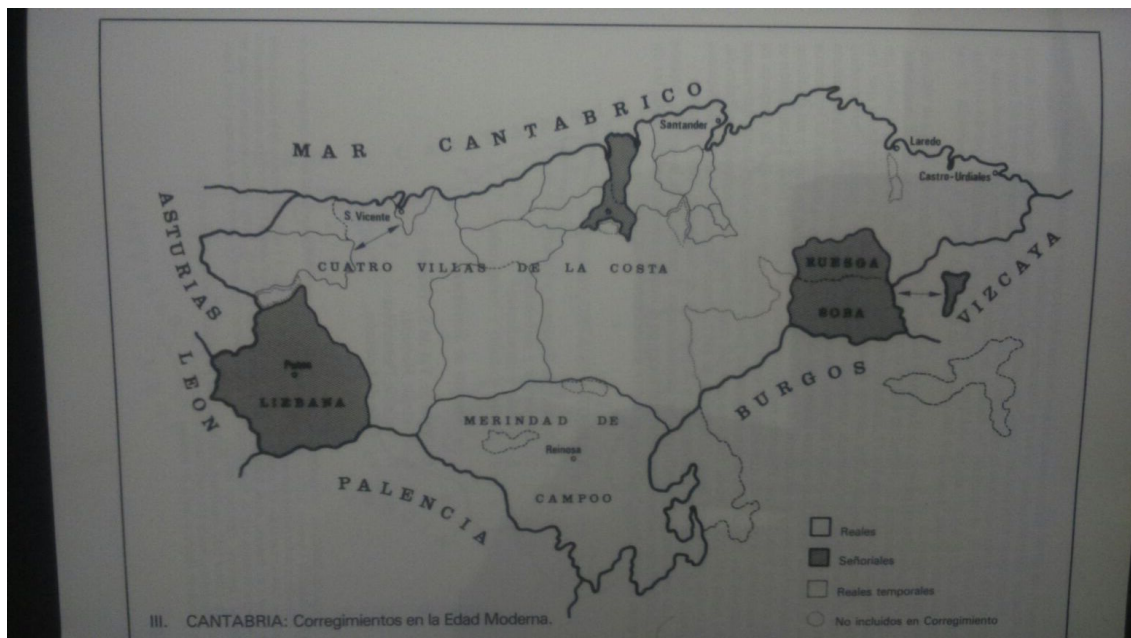 MAR CANTABRICO
Santander
Laredo
Castro-Urdiales
ASTURIAS
S. Vicente
VIZCAYA
CUATRO VILLAS DE LA COSTA
RUESGA
SOBA
LEON
Potes
LIEBANA
BURGOS
MERINDAD DE
Reinosa
CAMPOO
PALENCIA
Reales
Señoriales
Reales temporales
No incluidos en Corregimiento
III. CANTABRIA: Corregimientos en la Edad Moderna.